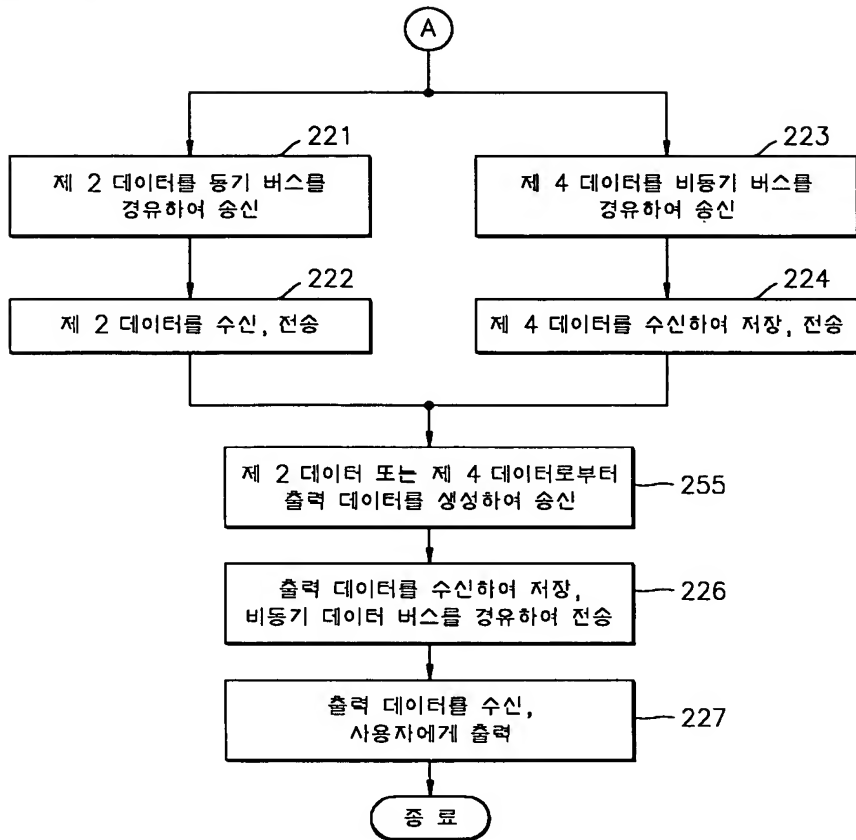 A
221
제 2 데이터를 동기 버스를
경유하여 송신
223
제 4 데이터를 비동기 버스를
경유하여 송신
222
제 2 데이터를 수신, 전송
224
제 4 데이터를 수신하여 저장, 전송
제 2 데이터 또는 제 4 데이터로부터
출력 데이터를 생성하여 송신
255
출력 데이터를 수신하여 저장,
비동기 데이터 버스를 경유하여 전송
226
출력 데이터를 수신,
사용자에게 출력
227
종 료